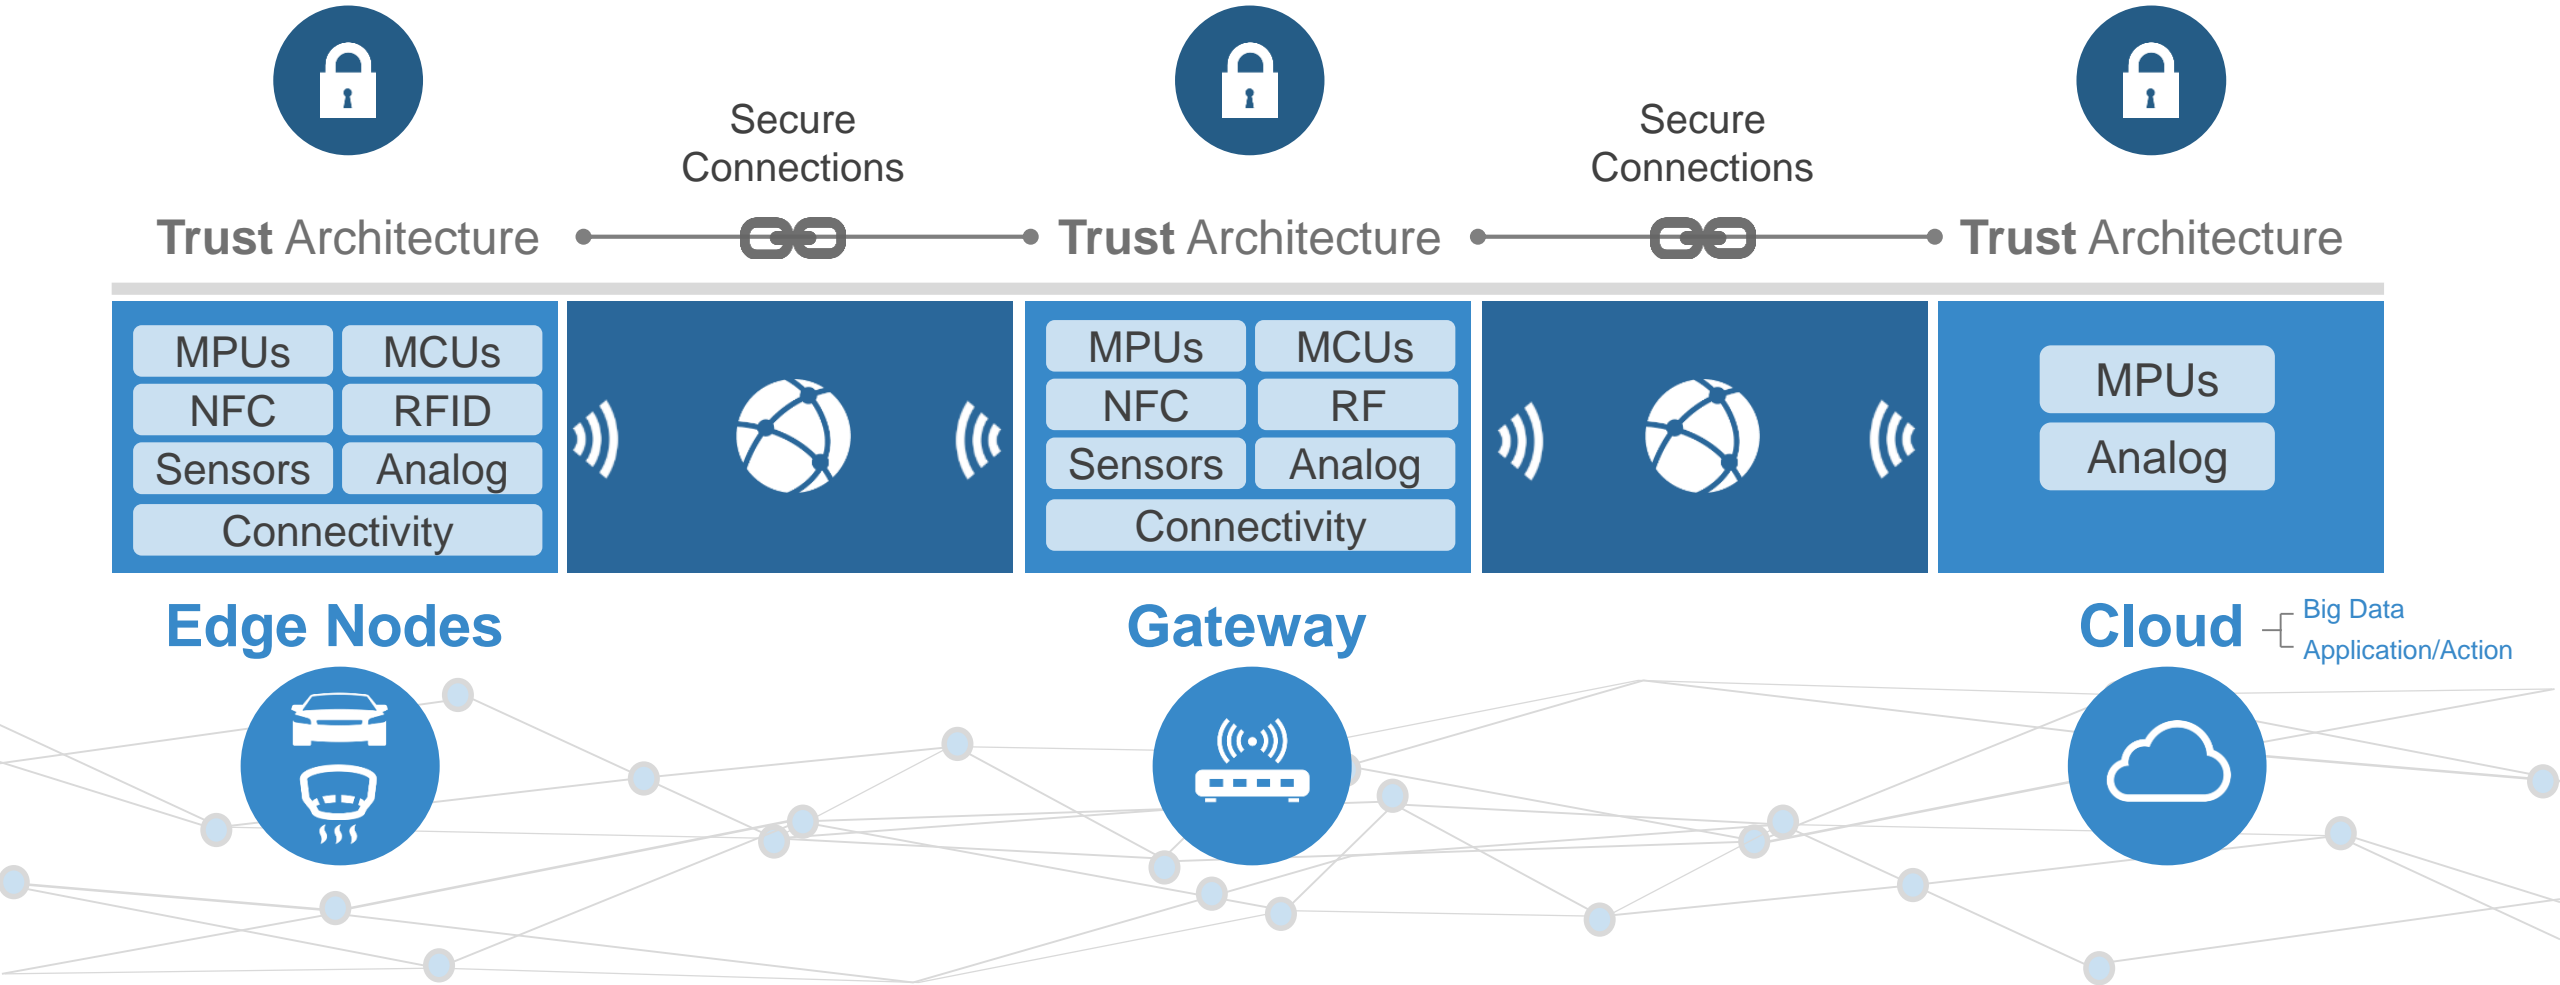 Secure
Connections
Secure
Connections
Trust Architecture
Trust Architecture
Trust Architecture
MPUs
MCUs
NFC
RFID
Sensors
Analog
Connectivity
MPUs
MCUs
NFC
RF
Sensors
Analog
Connectivity
MPUs
Analog
Edge Nodes
Gateway
Cloud
Big Data
Application/Action